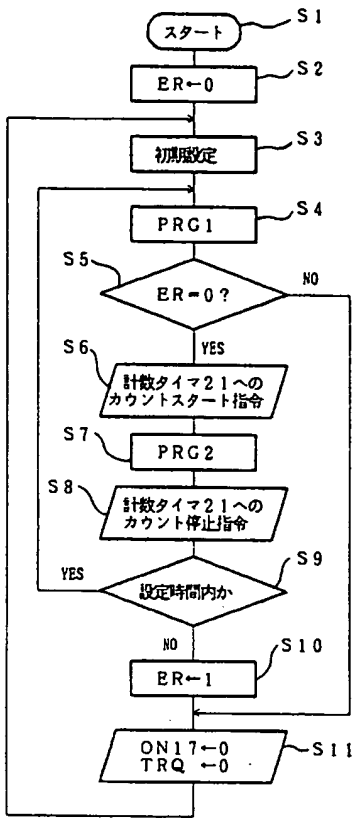 スタート
S1
ER←0
S2
初期設定
S3
PRG1
S4
S5
ER=0?
NO
YES
S6
計数タイマ21への
カウントスタート指令
S7
PRG2
S8
計数タイマ21への
カウント停止指令
S9
YES
設定時間内か
NO
S10
ER←1
ON17←0
TRQ ←0
S11